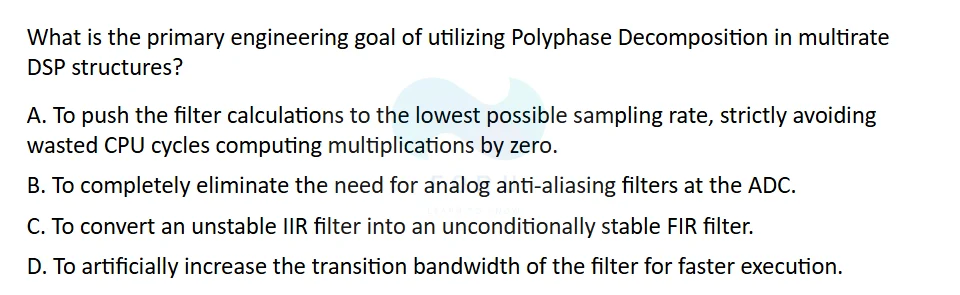 What is the primary engineering goal of utilizing Polyphase Decomposition in multirate
DSP structures?
A. To push the filter calculations to the lowest possible sampling rate, strictly avoiding
wasted CPU cycles computing multiplications by zero.
B. To completely eliminate the need for analog anti-aliasing filters at the ADC.
C. To convert an unstable IIR filter into an unconditionally stable FIR filter.
D. To artificially increase the transition bandwidth of the filter for faster execution.